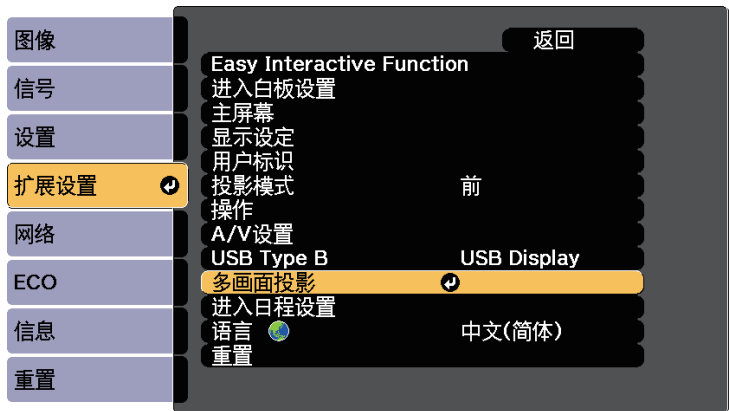 图像
信号
设置
扩展设置
网络
ECO
信息
重置
返回
Easy Interactive Function
进入白板设置
主屏幕
显示设定
用户标识
投影模式 前
操作
A/V设置
USB Type B USB Display
多画面投影
进入日程设置
语言 中文(简体)
重置